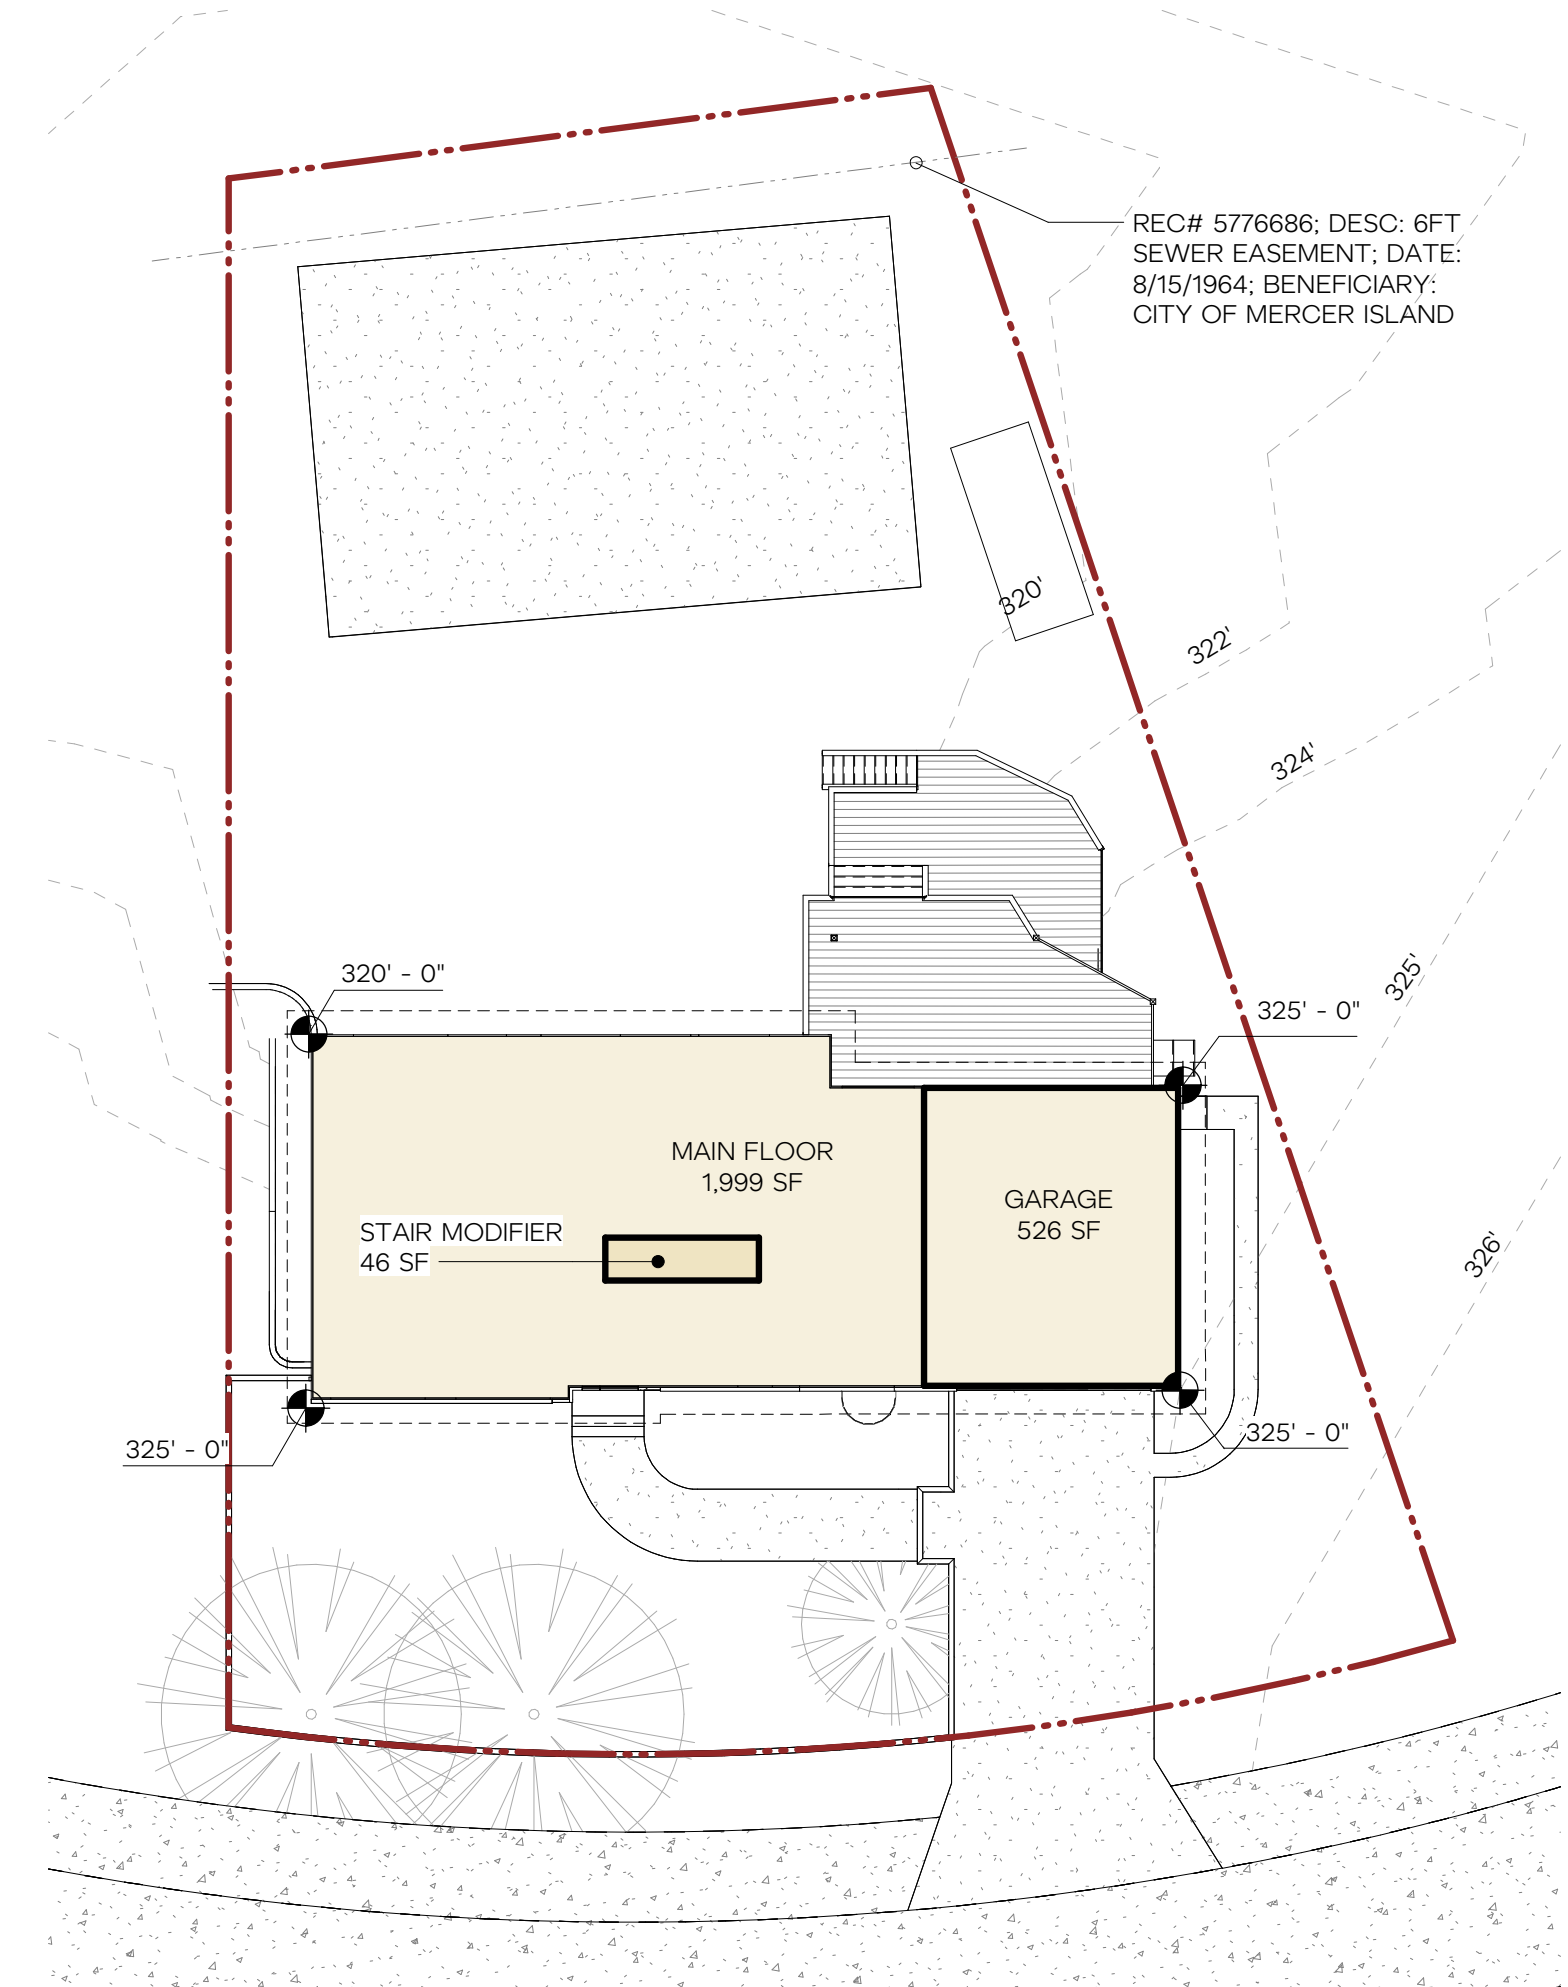 REC# 5776686; DESC: 6FT
SEWER EASEMENT; DATE:
8/15/1964; BENEFICIARY:
CITY OF MERCER ISLAND
320'
322'
324'
325'
320' - 0"
325' - 0"
MAIN FLOOR
1,999 SF
GARAGE
526 SF
STAIR MODIFIER
46 SF
326'
325' - 0"
325' - 0"